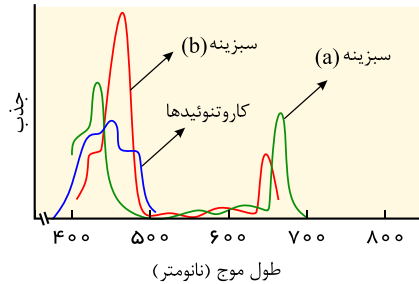 سبزینه (b)
سبزینه (a)
کاروتنوئیدها
جذب
۴۰۰ ۵۰۰ ۶۰۰ ۷۰۰ ۸۰۰
طول موج (نانومتر)